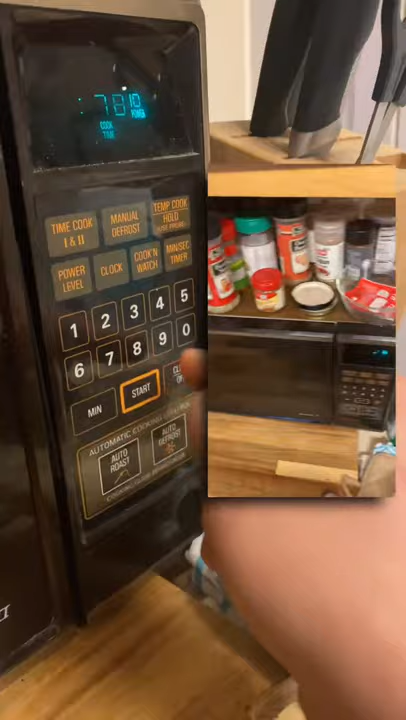 :78 10
POWER
COOK
TIME
TIME COOK
I & II
MANUAL
DEFROST
TEMP COOK
HOLD
POWER
LEVEL
CLOCK
COOK'N
WATCH
MIN/SEC
TIMER
1 2 3 4 5
6 7 8 9 0
MIN
START
AUTOMATIC COOKING
AUTO
ROAST
AUTO
DEFROST